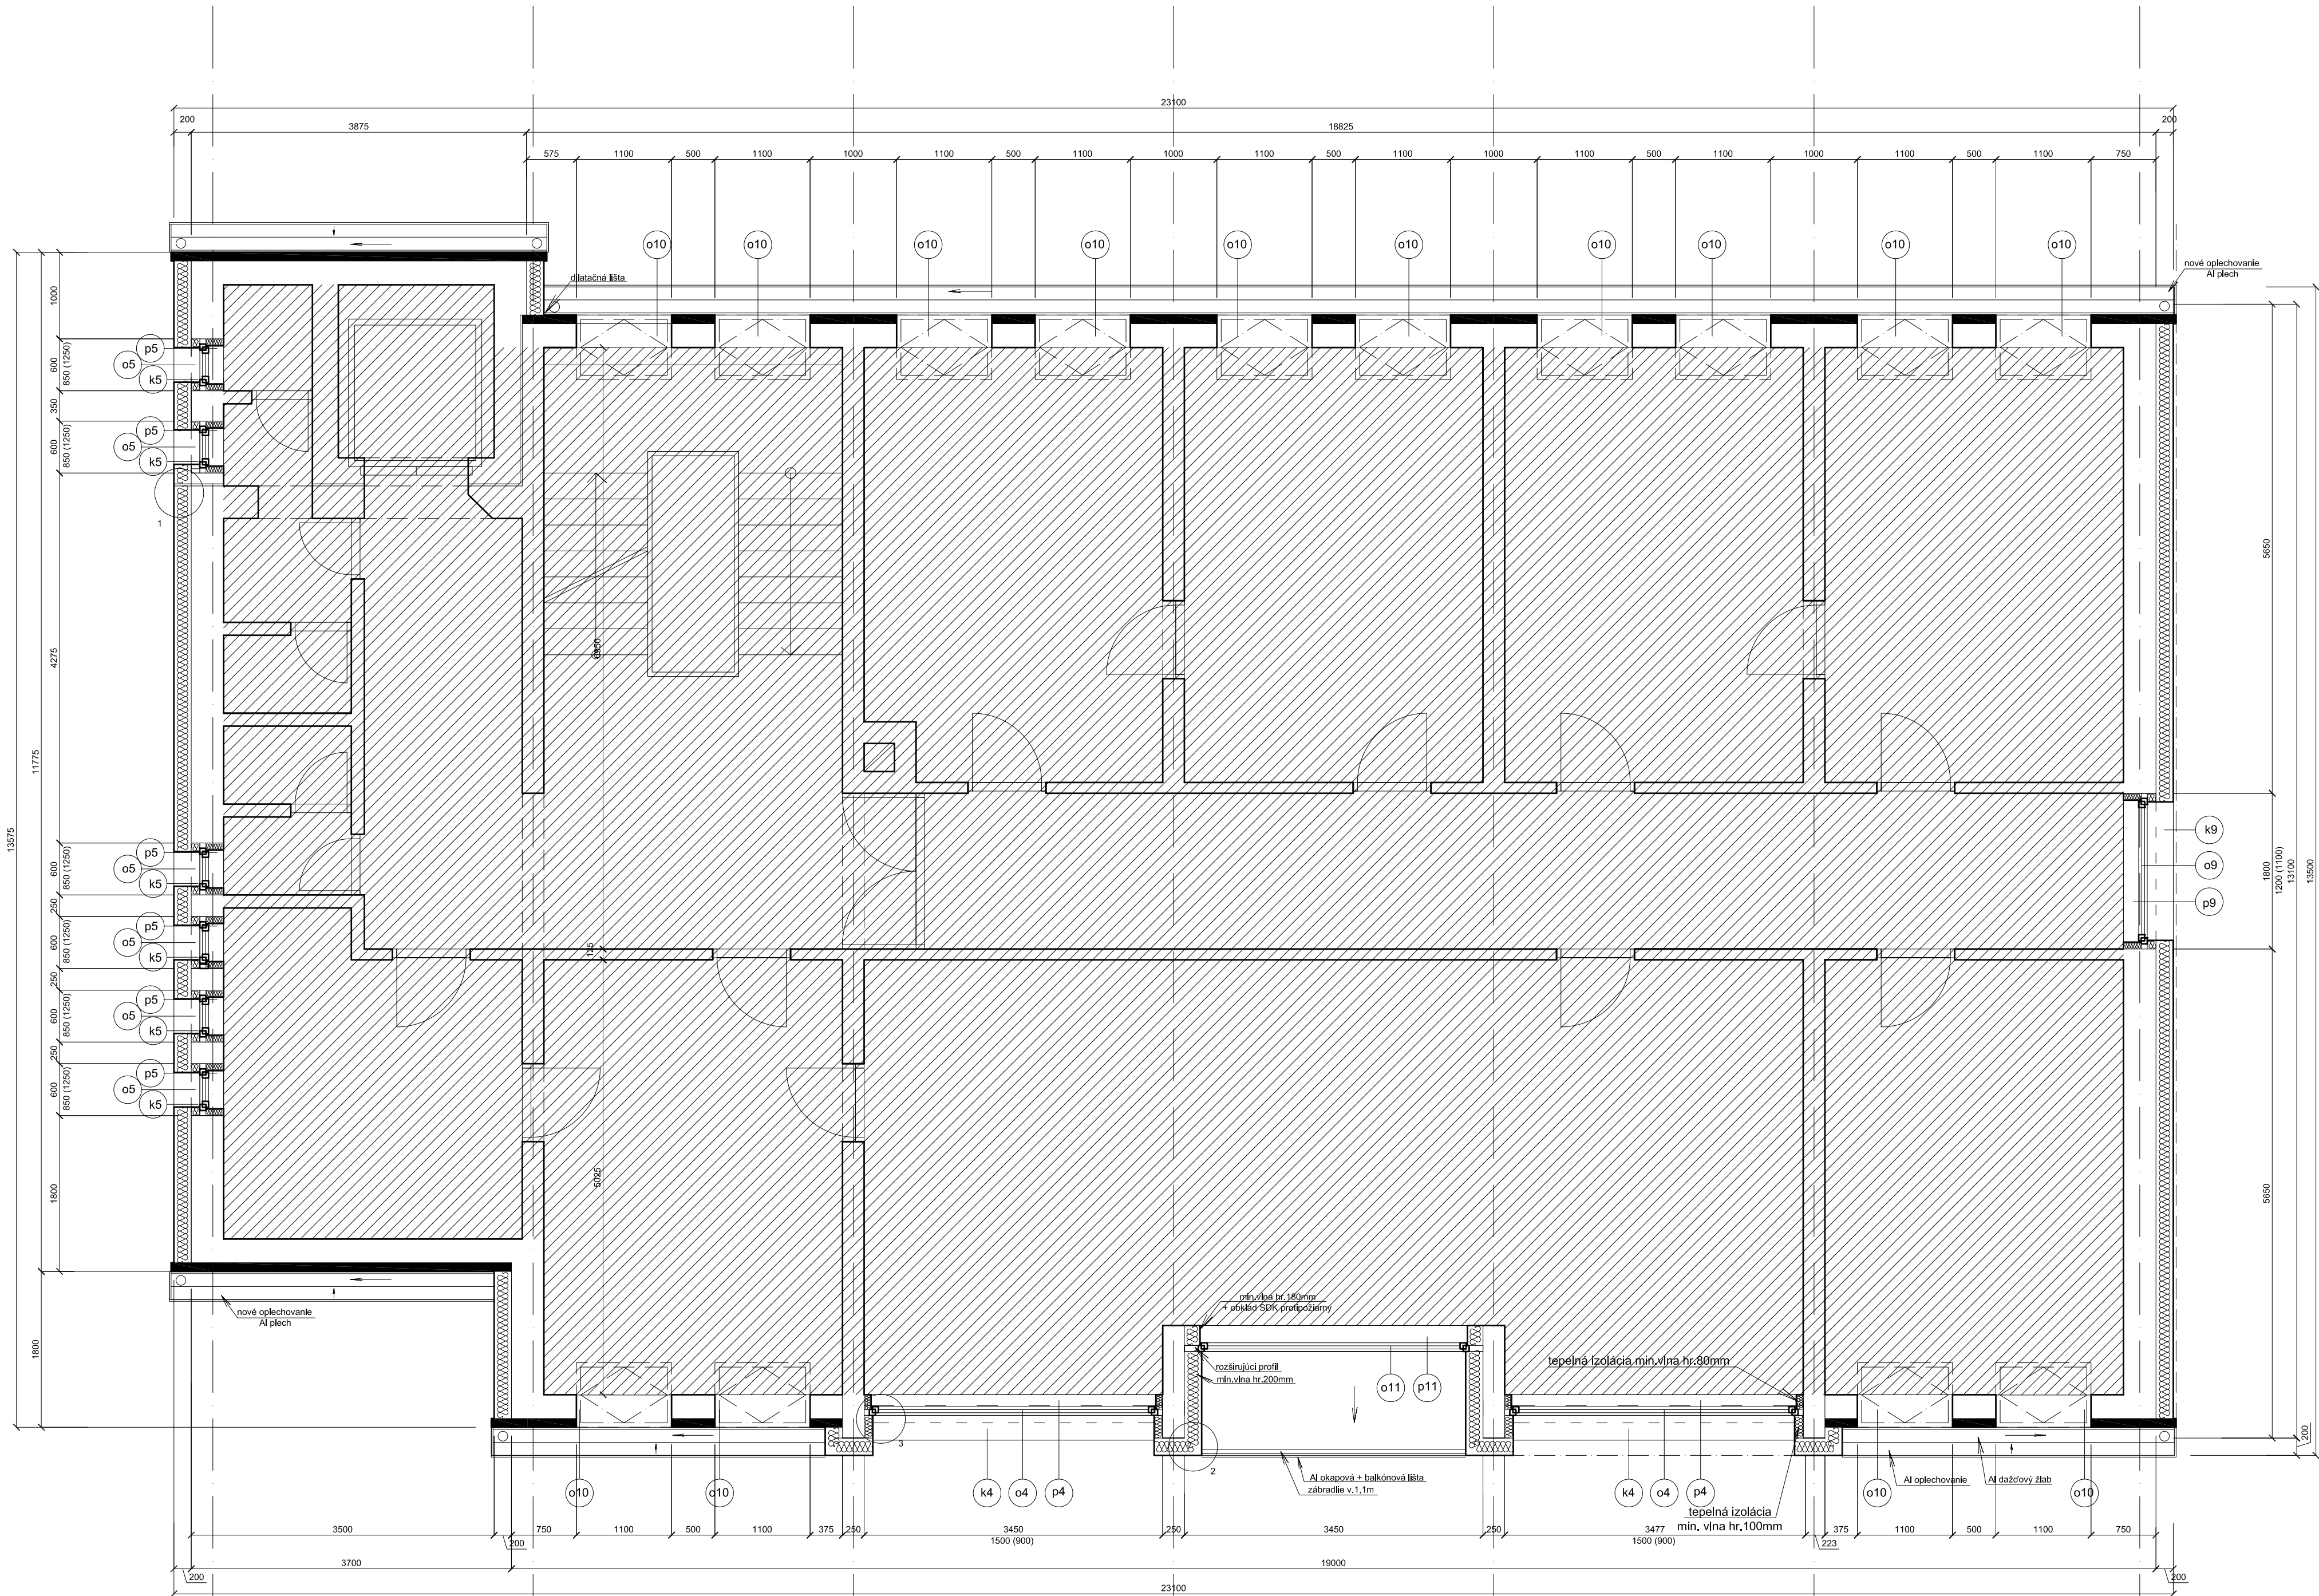 23100
200 3875 18825 200
575 1100 500 1100 1000 1100 500 1100 1000 1100 500 1100 1000 1100 500 1100 1000 1100 500 1100 750
o10 o10 o10 o10 o10 o10 o10 o10 o10 o10
dilatačná lišta
nové oplechovanie
Al plech
13575
11775
1800
1000
600
850 (1250)
350
600
850 (1250)
4275
600
850 (1250)
250
600
850 (1250)
250
600
850 (1250)
250
600
850 (1250)
1800
p5
o5
k5
p5
o5
k5
1
p5
o5
k5
p5
o5
k5
p5
o5
k5
p5
o5
k5
6950
125
5025
k9
o9
p9
5650
1800
1200 (1100)
5650
13100
13500
200
nové oplechovanie
Al plech
min.vlna hr.180mm
+ obklad SDK protipožiarny
rozširujúci profil
min.vlna hr.200mm
o11 p11
tepelná izolácia min.vlna hr.80mm
3
2
Al okapová + balkónová lišta
zábradlie v.1,1m
Al oplechovanie
Al dažďový žlab
o10 o10 k4 o4 p4 k4 o4 p4 o10 o10
tepelná izolácia
min. vlna hr.100mm
3500 200 750 1100 500 1100 375 250 3450 250 3450 250 3477 223 375 1100 500 1100 750
1500 (900) 1500 (900)
200 3700 19000 200
23100